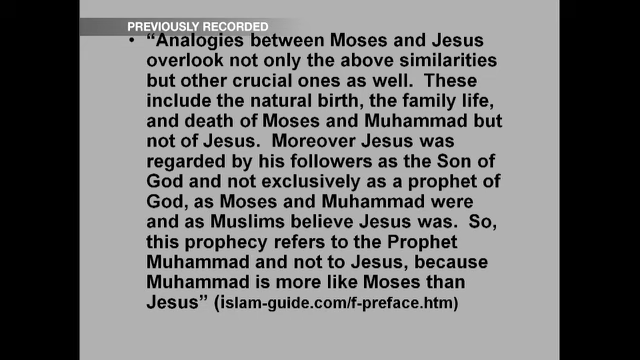 PREVIOUSLY RECORDED
• “Analogies between Moses and Jesus
overlook not only the above similarities
but other crucial ones as well.  These
include the natural birth, the family life,
and death of Moses and Muhammad but
not of Jesus.  Moreover Jesus was
regarded by his followers as the Son of
God and not exclusively as a prophet of
God, as Moses and Muhammad were
and as Muslims believe Jesus was.  So,
this prophecy refers to the Prophet
Muhammad and not to Jesus, because
Muhammad is more like Moses than
Jesus” (islam-guide.com/f-preface.htm)